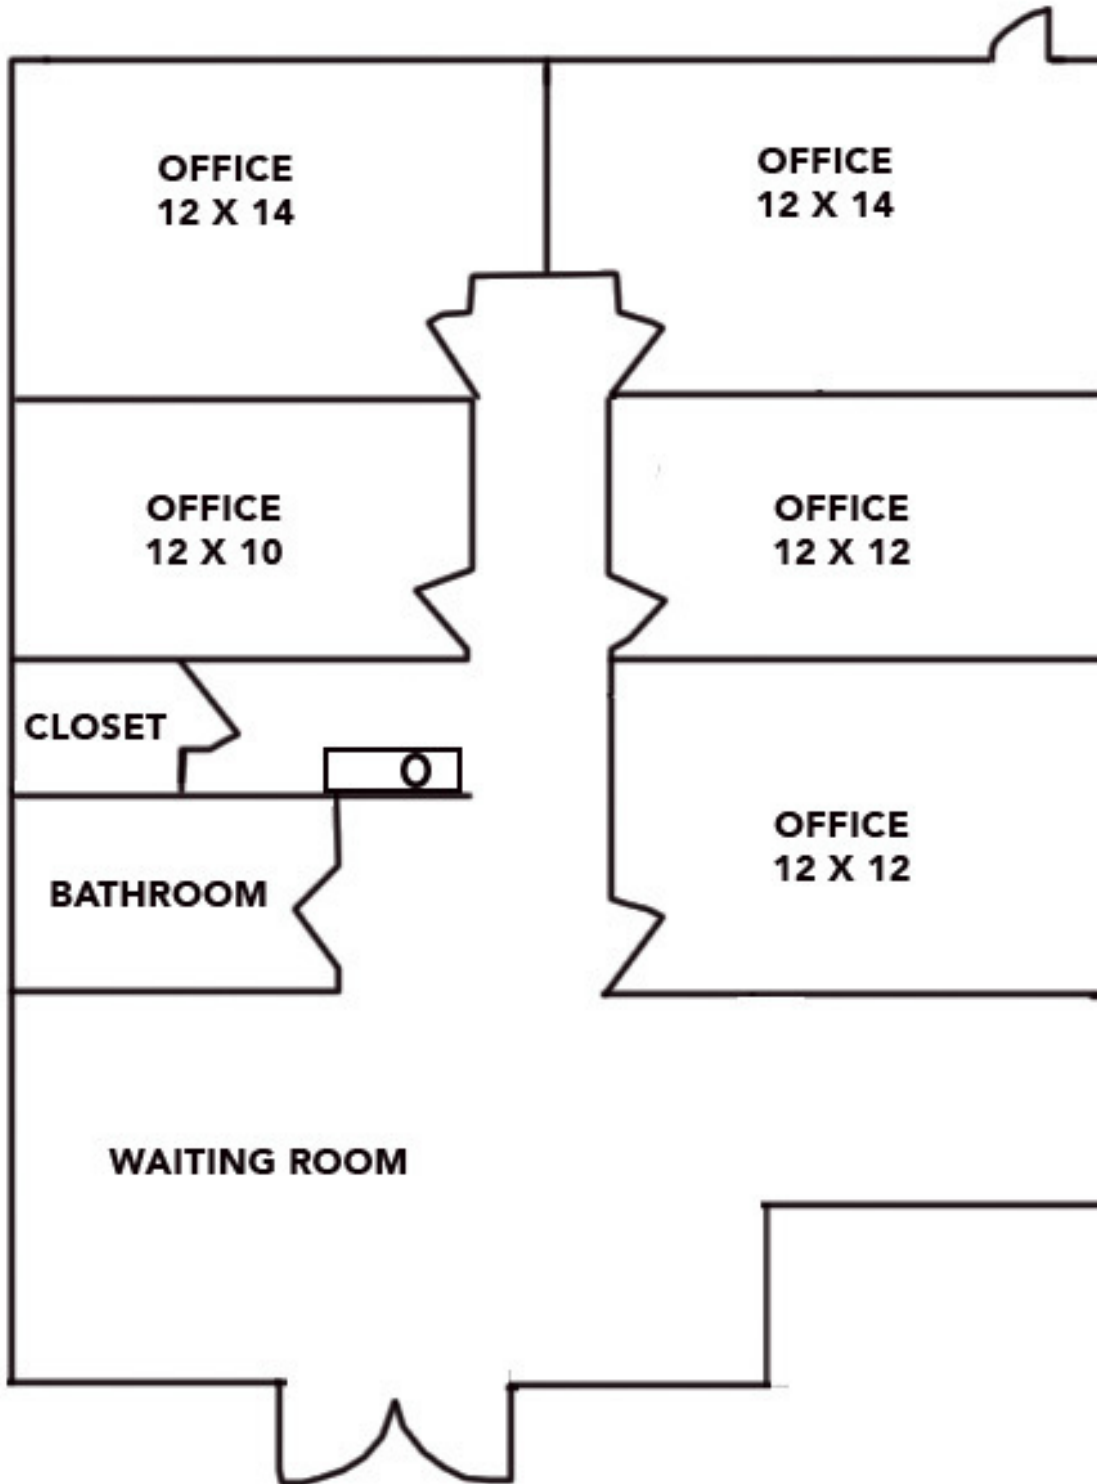 OFFICE
12 X 14
OFFICE
12 X 14
OFFICE
12 X 10
OFFICE
12 X 12
CLOSET
OFFICE
12 X 12
BATHROOM
WAITING ROOM